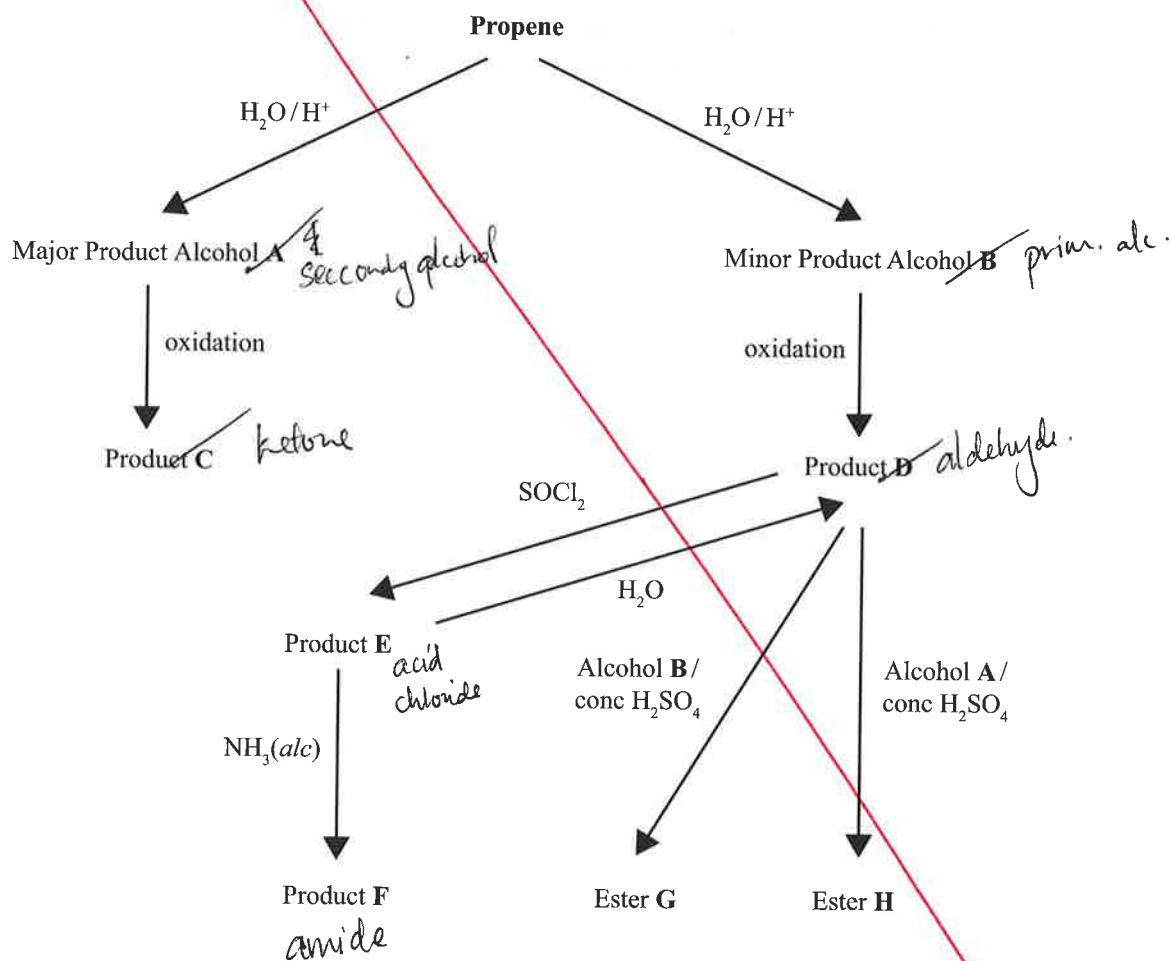 Propene
H₂O/H⁺
H₂O/H⁺
Major Product Alcohol A
seccondy alcohol
Minor Product Alcohol B prim. alc.
oxidation
oxidation
Product C ketone
Product D aldehyde.
SOCl₂
H₂O
Product E
acid
chloride
Alcohol B/
conc H₂SO₄
Alcohol A/
conc H₂SO₄
NH₃(alc)
Product F
amide
Ester G
Ester H